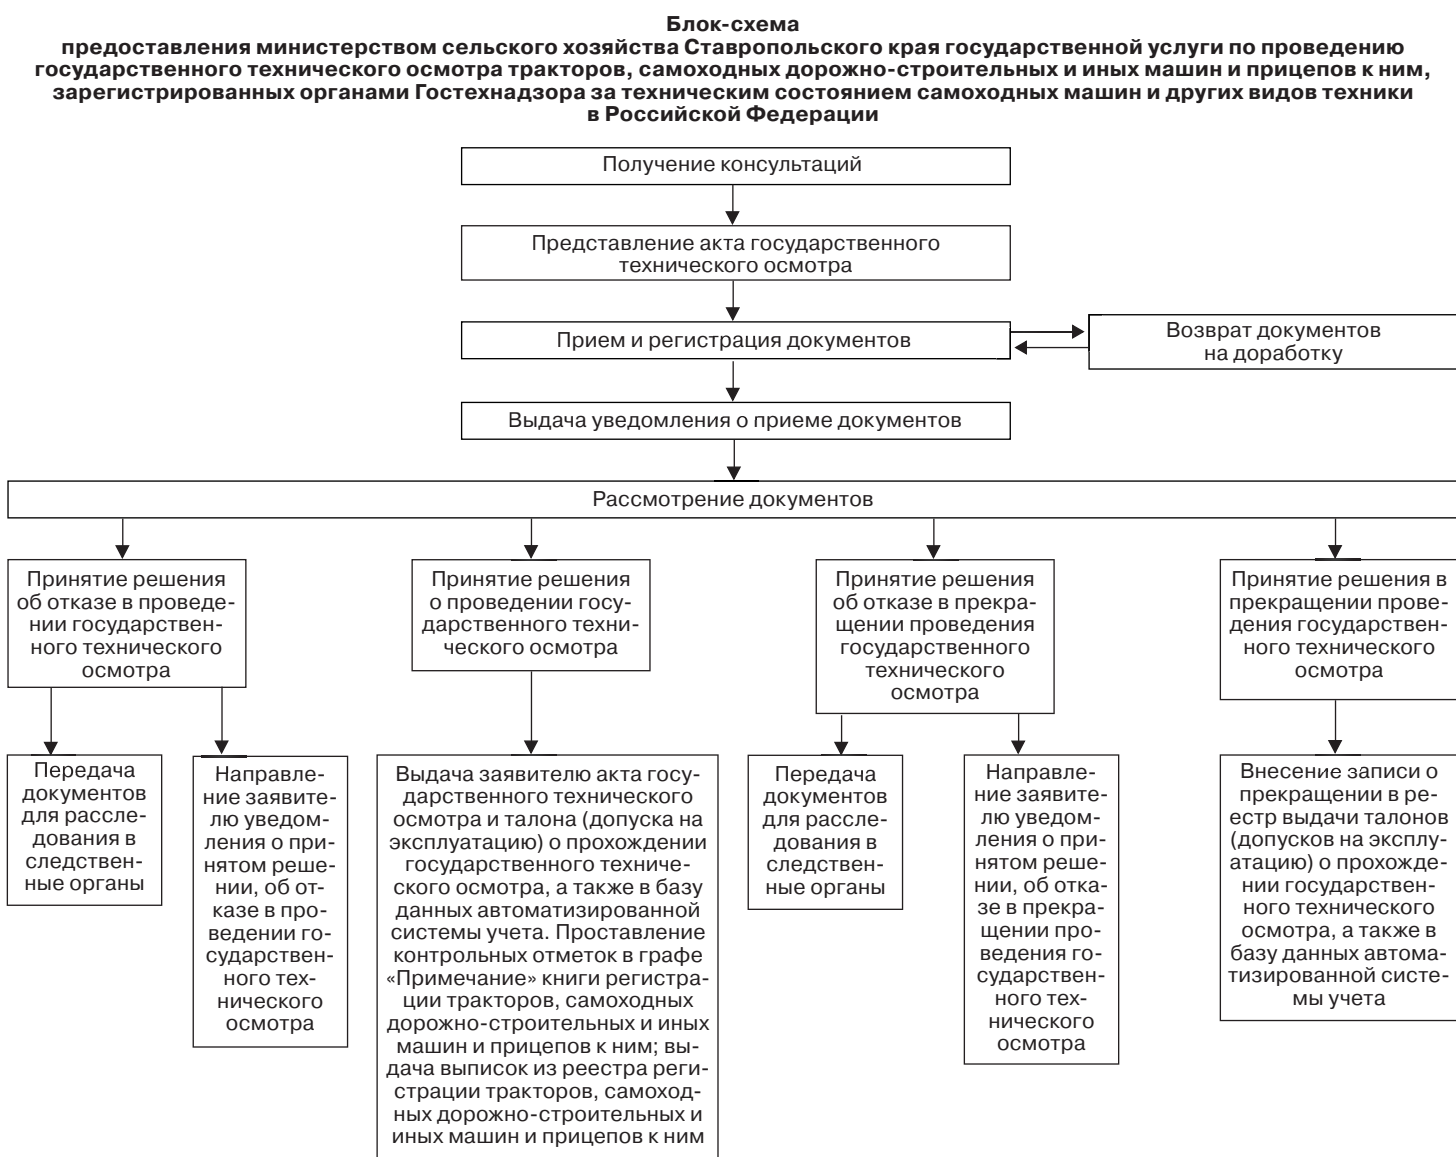 Блок-схема
предоставления министерством сельского хозяйства Ставропольского края государственной услуги по проведению
государственного технического осмотра тракторов, самоходных дорожно-строительных и иных машин и прицепов к ним,
зарегистрированных органами Гостехнадзора за техническим состоянием самоходных машин и других видов техники
в Российской Федерации
Получение консультаций
Представление акта государственного
технического осмотра
Прием и регистрация документов
Возврат документов
на доработку
Выдача уведомления о приеме документов
Рассмотрение документов
Принятие решения
об отказе в проведе-
нии государствен-
ного технического
осмотра
Принятие решения
о проведении госу-
дарственного техни-
ческого осмотра
Принятие решения
об отказе в прекра-
щении проведения
государственного
технического
осмотра
Принятие решения в
прекращении прове-
дения государствен-
ного технического
осмотра
Передача
документов
для рассле-
дования в
следствен-
ные органы
Направле-
ние заявите-
лю уведом-
ления о при-
нятом реше-
нии, об от-
казе в про-
ведении го-
сударствен-
ного тех-
нического
осмотра
Выдача заявителю акта госу-
дарственного технического
осмотра и талона (допуска на
эксплуатацию) о прохождении
государственного техниче-
ского осмотра, а также в базу
данных автоматизированной
системы учета. Проставление
контрольных отметок в графе
«Примечание» книги регистра-
ции тракторов, самоходных
дорожно-строительных и иных
машин и прицепов к ним; вы-
дача выписок из реестра реги-
страции тракторов, самоход-
ных дорожно-строительных и
иных машин и прицепов к ним
Передача
документов
для рассле-
дования в
следствен-
ные органы
Направле-
ние заявите-
лю уведом-
ления о при-
нятом реше-
нии, об отка-
зе в прекра-
щении про-
ведения го-
сударствен-
ного тех-
нического
осмотра
Внесение записи о
прекращении в ре-
естр выдачи талонов
(допусков на эксплу-
атацию) о прохожде-
нии государствен-
ного технического
осмотра, а также в
базу данных автома-
тизированной систе-
мы учета